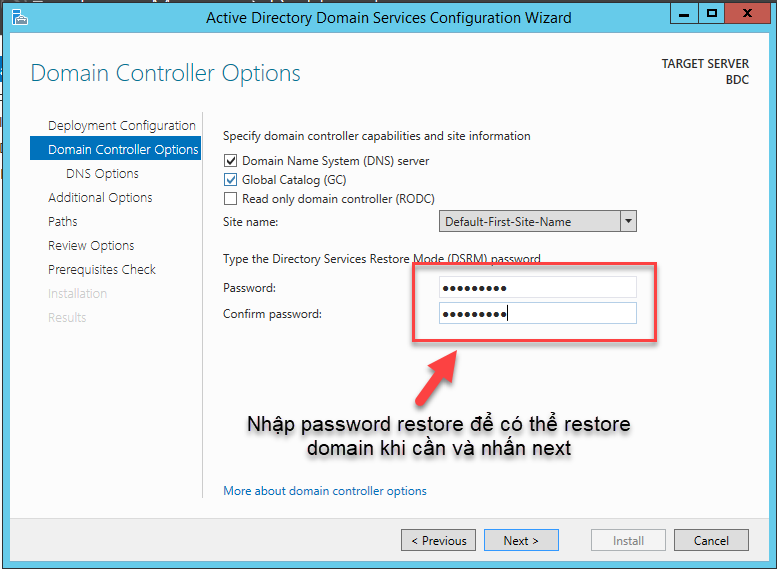 Active Directory Domain Services Configuration Wizard
Domain Controller Options
TARGET SERVER
BDC
Deployment Configuration
Domain Controller Options
DNS Options
Additional Options
Paths
Review Options
Prerequisites Check
Installation
Results
Specify domain controller capabilities and site information
Domain Name System (DNS) server
Global Catalog (GC)
Read only domain controller (RODC)
Site name: Default-First-Site-Name
Type the Directory Services Restore Mode (DSRM) password
Password: ●●●●●●●●●
Confirm password: ●●●●●●●●●
Nhập password restore để có thể restore
domain khi cần và nhấn next
More about domain controller options
< Previous Next > Install Cancel